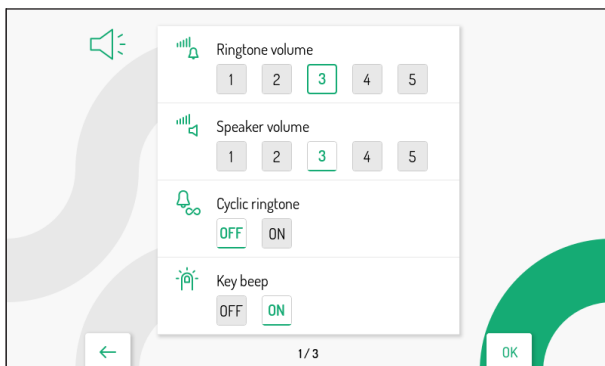 Ringtone volume
1 2 3 4 5
Speaker volume
1 2 3 4 5
Cyclic ringtone
OFF ON
Key beep
OFF ON
1/3 OK